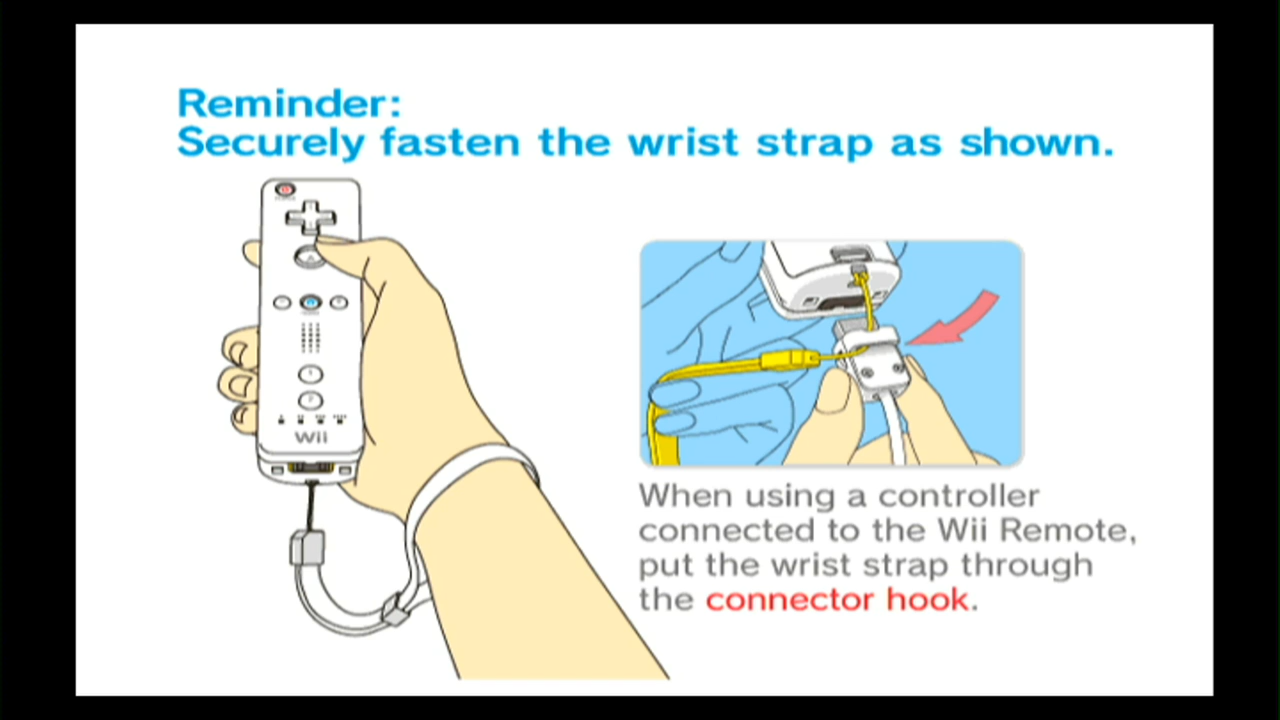 Reminder:
Securely fasten the wrist strap as shown.
Wii
When using a controller
connected to the Wii Remote,
put the wrist strap through
the connector hook.